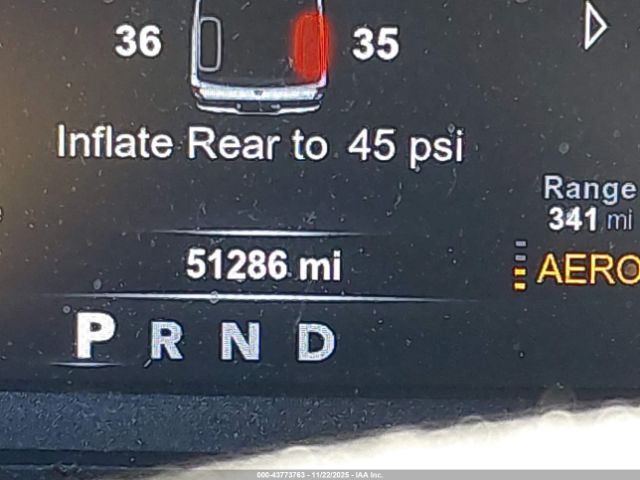 36 35
Inflate Rear to 45 psi
Range
341 mi
51286 mi
AERO
P R N D
000-43773763 - 11/22/2025 - IAA Inc.